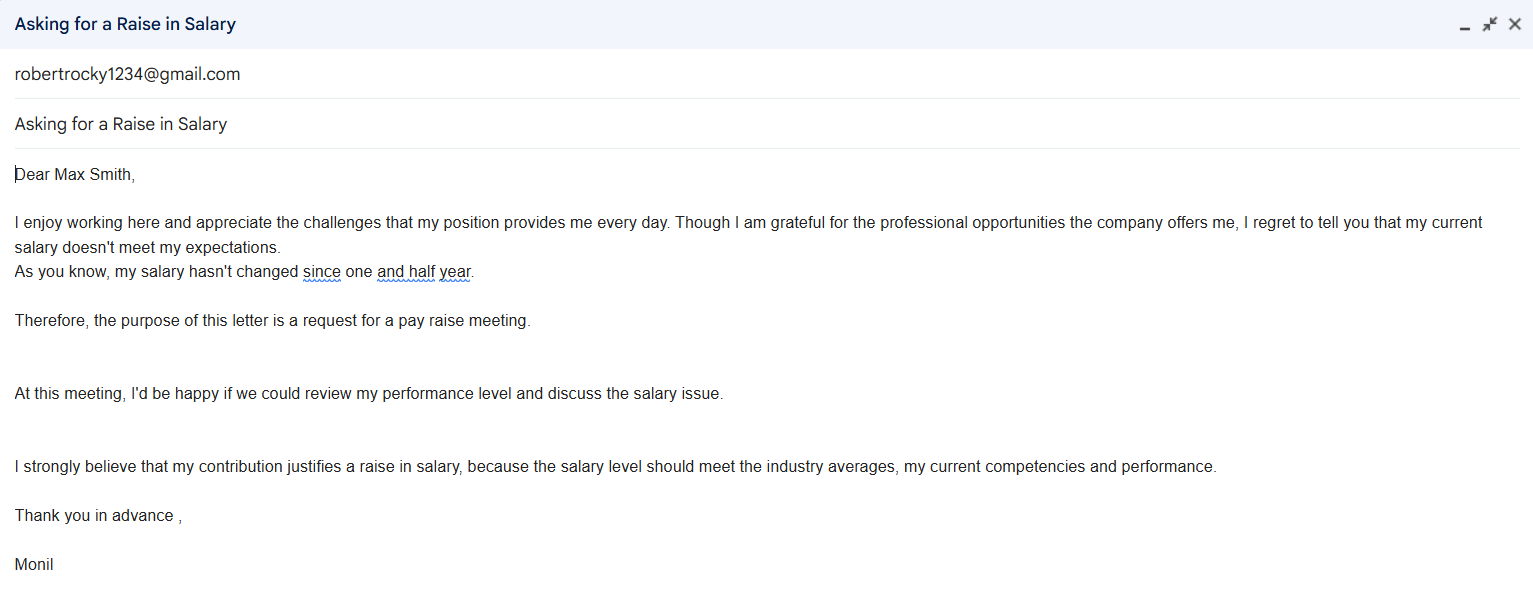 Asking for a Raise in Salary
robertrocky1234@gmail.com
Asking for a Raise in Salary
Dear Max Smith,
I enjoy working here and appreciate the challenges that my position provides me every day. Though I am grateful for the professional opportunities the company offers me, I regret to tell you that my current
salary doesn't meet my expectations.
As you know, my salary hasn't changed since one and half year.
Therefore, the purpose of this letter is a request for a pay raise meeting.
At this meeting, I'd be happy if we could review my performance level and discuss the salary issue.
I strongly believe that my contribution justifies a raise in salary, because the salary level should meet the industry averages, my current competencies and performance.
Thank you in advance ,
Monil